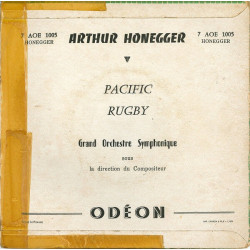 7 AOE 1005
HONEGGER
ARTHUR HONEGGER
7 AOE 1005
HONEGGER
PACIFIC
RUGBY
Grand Orchestre Symphonique
sous
la direction du Compositeur
ODÉON